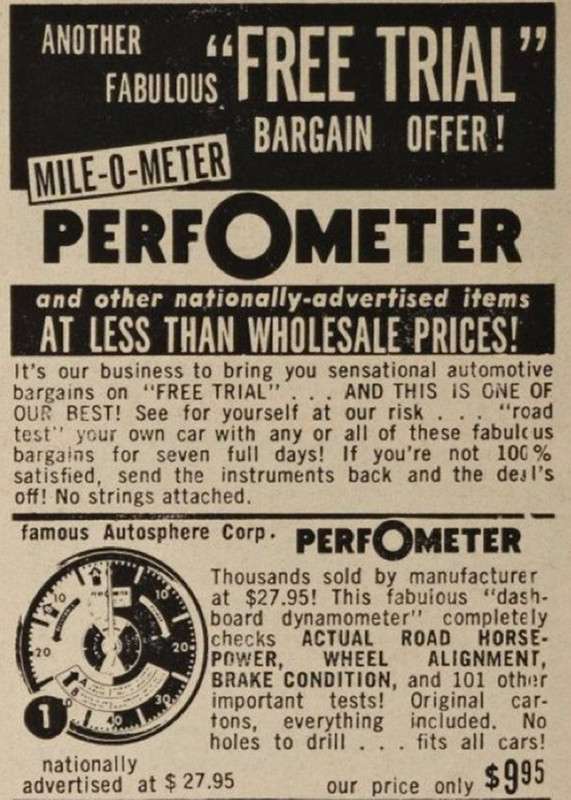 ANOTHER
FABULOUS
"FREE TRIAL"
BARGAIN OFFER!
MILE-O-METER
PERFOMETER
and other nationally-advertised items
AT LESS THAN WHOLESALE PRICES!
It's our business to bring you sensational automotive
bargains on "FREE TRIAL" . . . AND THIS IS ONE OF
OUR BEST! See for yourself at our risk . . . "road
test" your own car with any or all of these fabulous
bargains for seven full days! If you're not 100%
satisfied, send the instruments back and the deal's
off! No strings attached.
famous Autosphere Corp. PERFOMETER
Thousands sold by manufacturer
at $27.95! This fabulous "dash-
board dynamometer" completely
checks ACTUAL ROAD HORSE-
POWER, WHEEL ALIGNMENT,
BRAKE CONDITION, and 101 other
important tests! Original car-
tons, everything included. No
holes to drill . . . fits all cars!
10 10
20 20
30
40
A
B
1
nationally
advertised at $27.95
our price only $9.95